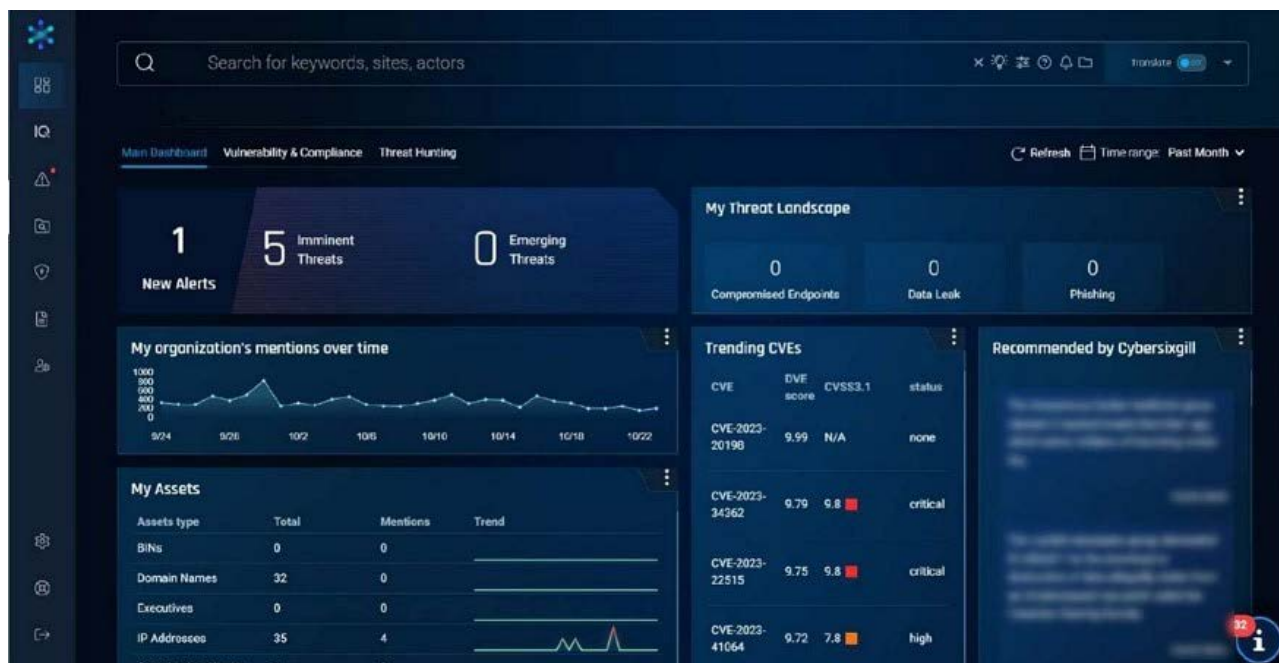 Search for keywords, sites, actors
Translate
IQ
Main Dashboard Vulnerability & Compliance Threat Hunting
Refresh Time range: Past Month
1
New Alerts
5 Imminent Threats
0 Emerging Threats
My Threat Landscape
0 0 0
Compromised Endpoints Data Leak Phishing
My organization's mentions over time
1000
800
600
400
200
0
9/24 9/28 10/2 10/6 10/10 10/14 10/18 10/22
Trending CVEs
CVE DVE score CVSS3.1 status
CVE-2023-20198 9.99 N/A none
CVE-2023-34362 9.79 9.8 critical
CVE-2023-22515 9.75 9.8 critical
CVE-2023-41064 9.72 7.8 high
Recommended by Cybersixgill
My Assets
Assets type Total Mentions Trend
BINs 0 0
Domain Names 32 0
Executives 0 0
IP Addresses 35 4
32
i